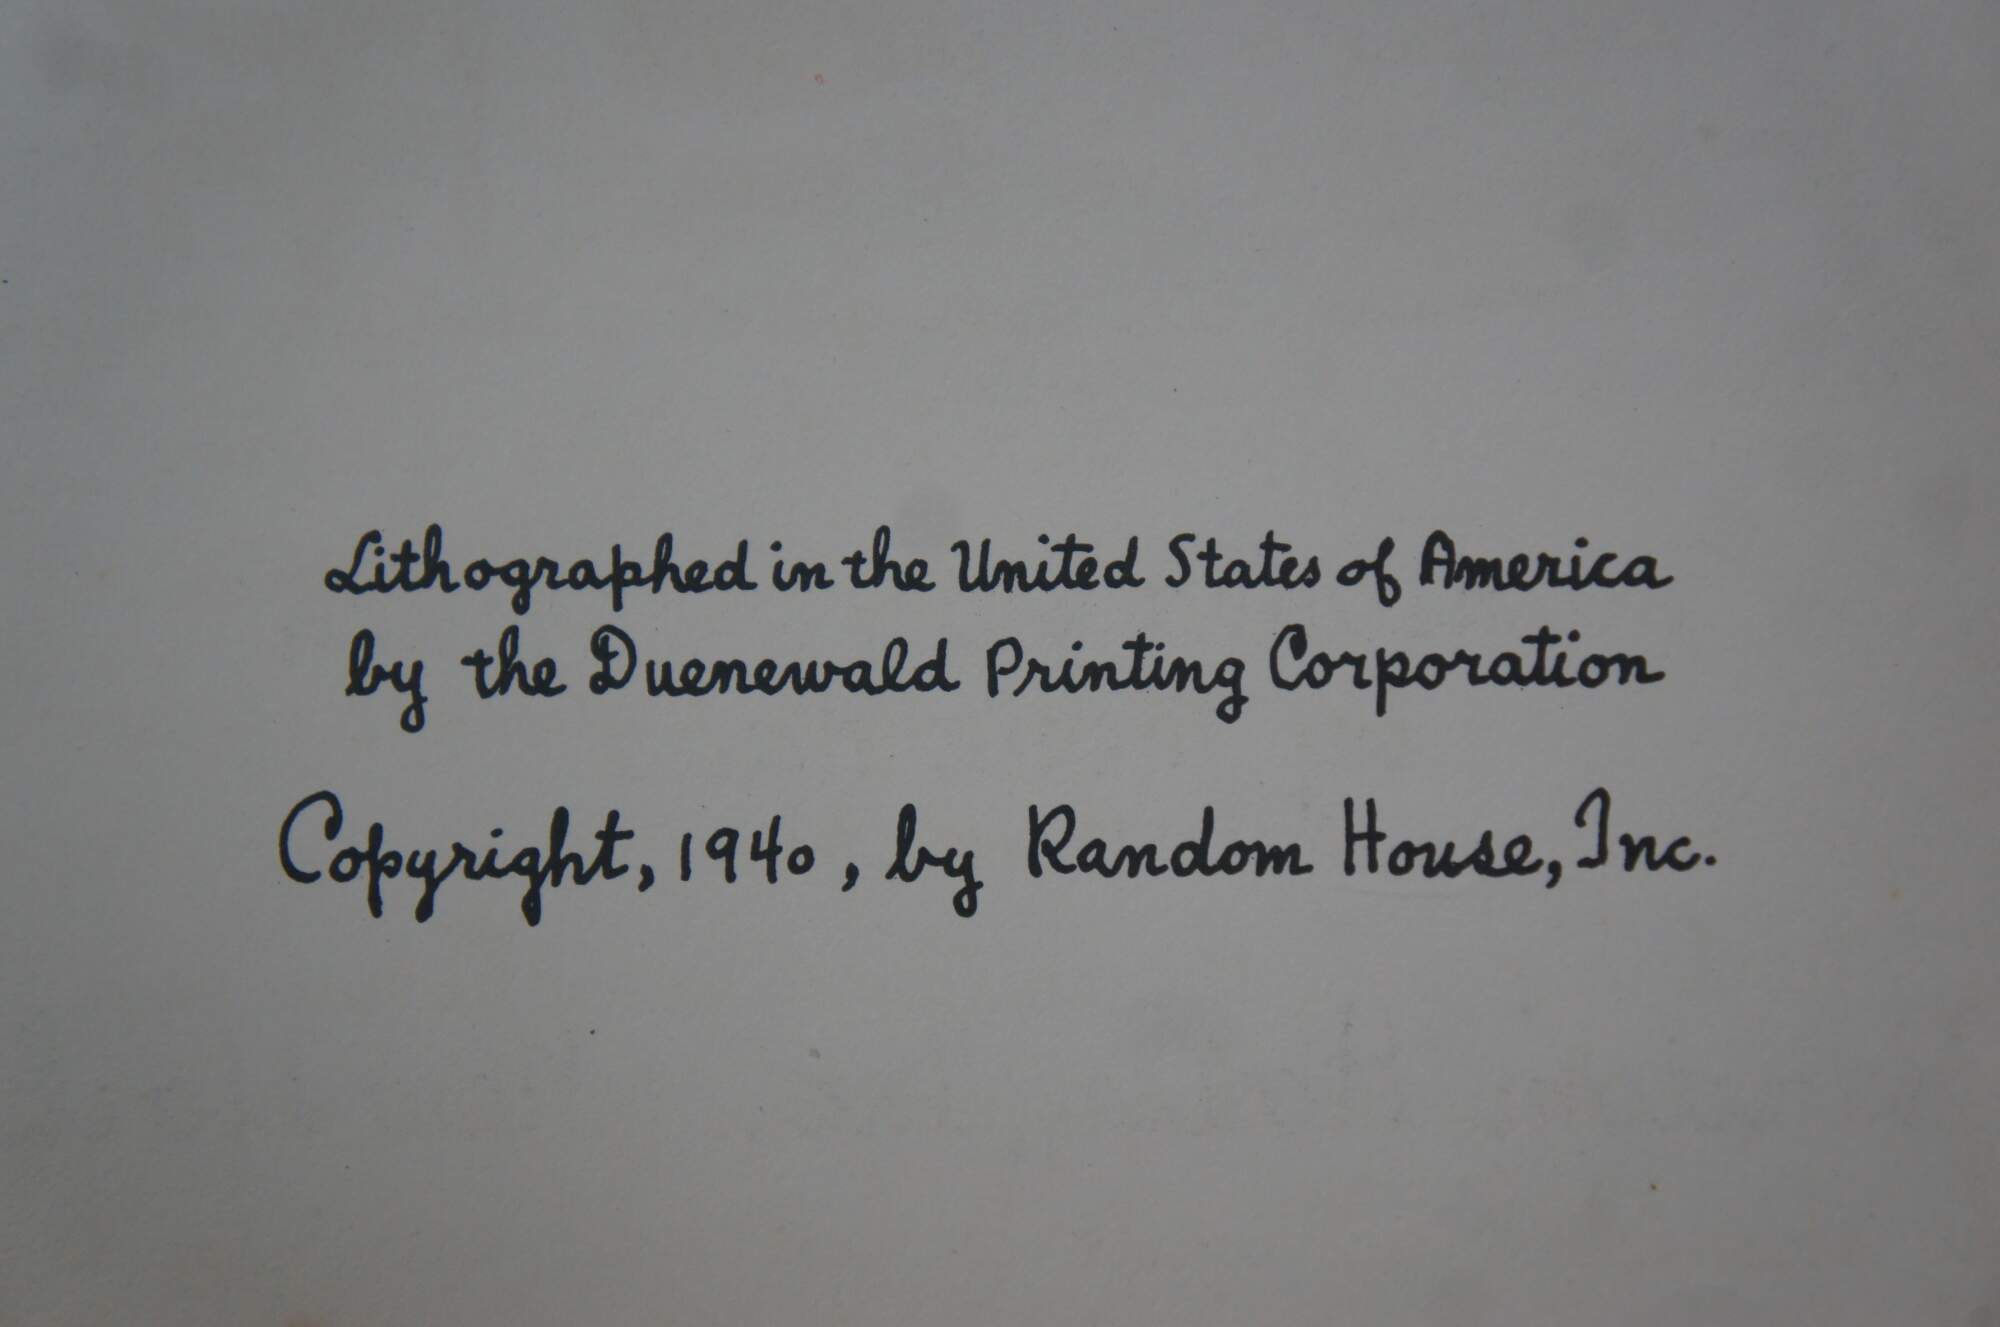 Lithographed in the United States of America
by the Duenewald Printing Corporation
Copyright, 1940, by Random House, Inc.